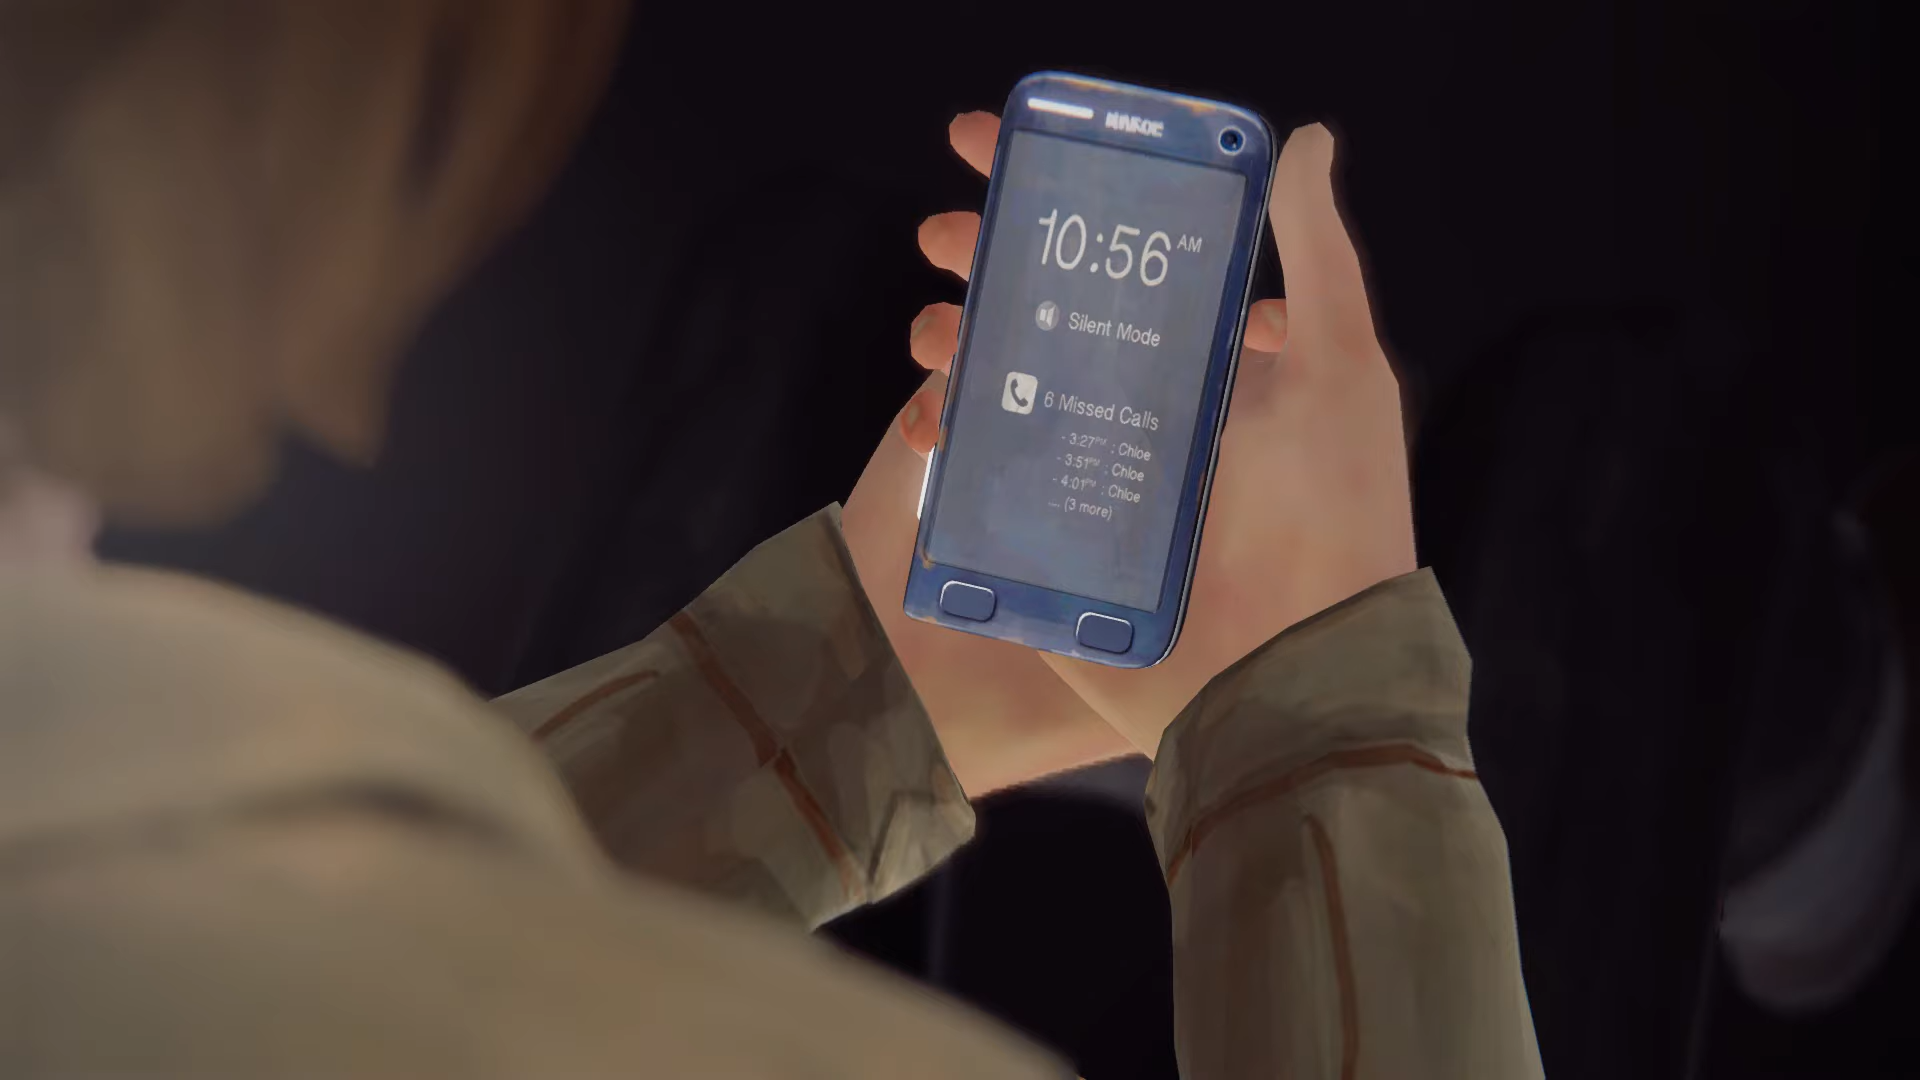 10:56 AM
Silent Mode
6 Missed Calls
- 3:27PM : Chloe
- 3:51PM : Chloe
- 4:01PM : Chloe
... (3 more)